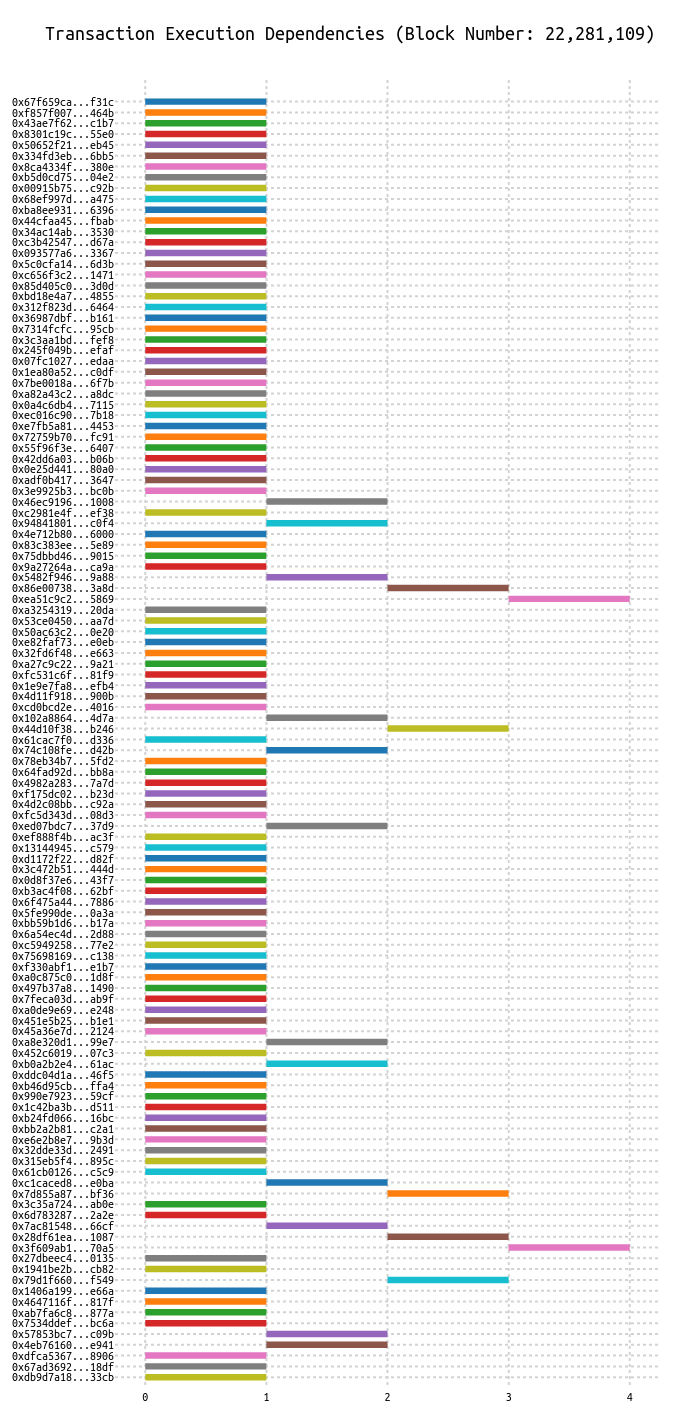 Transaction Execution Dependencies (Block Number: 22,281,109)
0x67f659ca...f31c
0xf857f007...464b
0x43ae7f62...c1b7
0x8301c19c...55e0
0x50652f21...eb45
0x334fd3eb...6bb5
0x8ca4334f...380e
0xb5d0cd75...04e2
0x00915b75...c92b
0x68ef997d...a475
0xba8ee931...6396
0x44cfaa45...fbab
0x34ac14ab...3530
0xc3b42547...d67a
0x093577a6...3367
0x5c0cfa14...6d3b
0xc656f3c2...1471
0x85d405c0...3d0d
0xbd18e4a7...4855
0x312f823d...6464
0x36987dbf...b161
0x7314fcfc...95cb
0x3c3aa1bd...fef8
0x245f049b...efaf
0x07fc1027...edaa
0x1ea80a52...c0df
0x7be0018a...6f7b
0xa82a43c2...a8dc
0x0a4c6db4...7115
0xec016c90...7b18
0xe7fb5a81...4453
0x72759b70...fc91
0x55f96f3e...6407
0x42dd6a03...b06b
0x0e25d441...80a0
0xadf0b417...3647
0x3e9925b3...bc0b
0x46ec9196...1008
0xc2981e4f...ef38
0x94841801...c0f4
0x4e712b80...6000
0x83c383ee...5e89
0x75dbbd46...9015
0x9a27264a...ca9a
0x5482f946...9a88
0x86e00738...3a8d
0xea51c9c2...5869
0xa3254319...20da
0x53ce0450...aa7d
0x50ac63c2...0e20
0xe82faf73...e0eb
0x32fd6f48...e663
0xa27c9c22...9a21
0xfc531c6f...81f9
0x1e9e7fa8...efb4
0x4d11f918...900b
0xcd0bcd2e...4016
0x102a8864...4d7a
0x44d10f38...b246
0x61cac7f0...d336
0x74c108fe...d42b
0x78eb34b7...5fd2
0x64fad92d...bb8a
0x4982a283...7a7d
0xf175dc02...b23d
0x4d2c08bb...c92a
0xfc5d343d...08d3
0xed07bdc7...37d9
0xef888f4b...ac3f
0x13144945...c579
0xd1172f22...d82f
0x3c472b51...444d
0x0d8f37e6...43f7
0xb3ac4f08...62bf
0x6f475a44...7886
0x5fe990de...0a3a
0xbb59b1d6...b17a
0x6a54ec4d...2d88
0xc5949258...77e2
0x75698169...c138
0xf330abf1...e1b7
0xa0c875c0...1d8f
0x497b37a8...1490
0x7feca03d...ab9f
0xa0de9e69...e248
0x451e5b25...b1e1
0x45a36e7d...2124
0xa8e320d1...99e7
0x452c6019...07c3
0xb0a2b2e4...61ac
0xddc04d1a...46f5
0xb46d95cb...ffa4
0x990e7923...59cf
0x1c42ba3b...d511
0xb24fd066...16bc
0xbb2a2b81...c2a1
0xe6e2b8e7...9b3d
0x32dde33d...2491
0x315eb5f4...895c
0x61cb0126...c5c9
0xc1caced8...e0ba
0x7d855a87...bf36
0x3c35a724...ab0e
0x6d783287...2a2e
0x7ac81548...66cf
0x28df61ea...1087
0x3f609ab1...70a5
0x27dbeec4...0135
0x1941be2b...cb82
0x79d1f660...f549
0x1406a199...e66a
0x4647116f...817f
0xab7fa6c8...877a
0x7534ddef...bc6a
0x57853bc7...c09b
0x4eb76160...e941
0xdfca5367...8906
0x67ad3692...18df
0xdb9d7a18...33cb
0 1 2 3 4